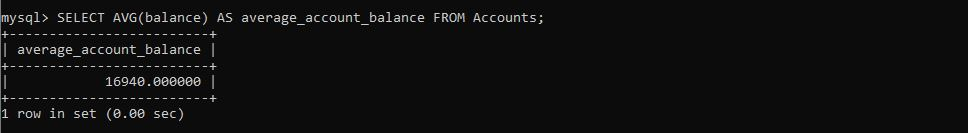 mysql> SELECT AVG(balance) AS average_account_balance FROM Accounts;
+-------------------------+
| average_account_balance |
+-------------------------+
|            16940.000000 |
+-------------------------+
1 row in set (0.00 sec)